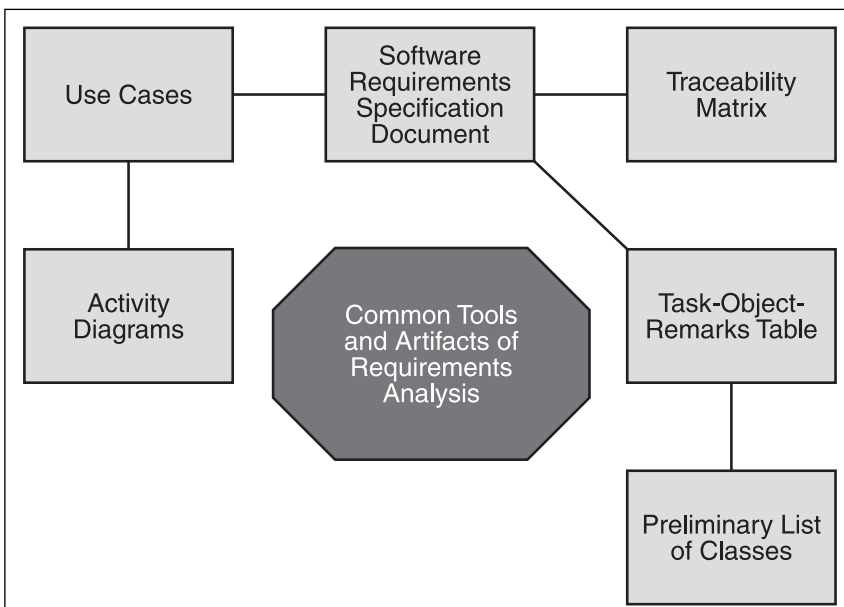 Use Cases
Software
Requirements
Specification
Document
Traceability
Matrix
Activity
Diagrams
Common Tools
and Artifacts of
Requirements
Analysis
Task-Object-
Remarks Table
Preliminary List
of Classes